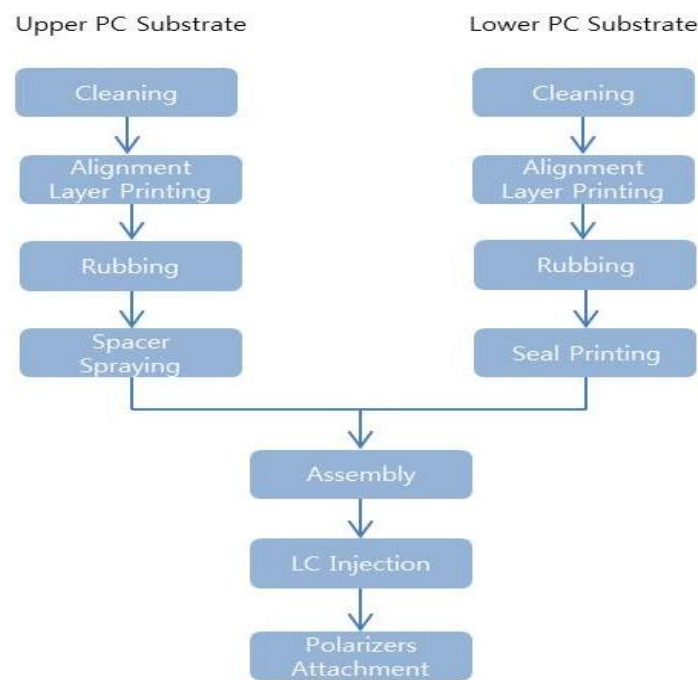 Upper PC Substrate
Lower PC Substrate
Cleaning
Cleaning
Alignment
Layer Printing
Alignment
Layer Printing
Rubbing
Rubbing
Spacer
Spraying
Seal Printing
Assembly
LC Injection
Polarizers
Attachment